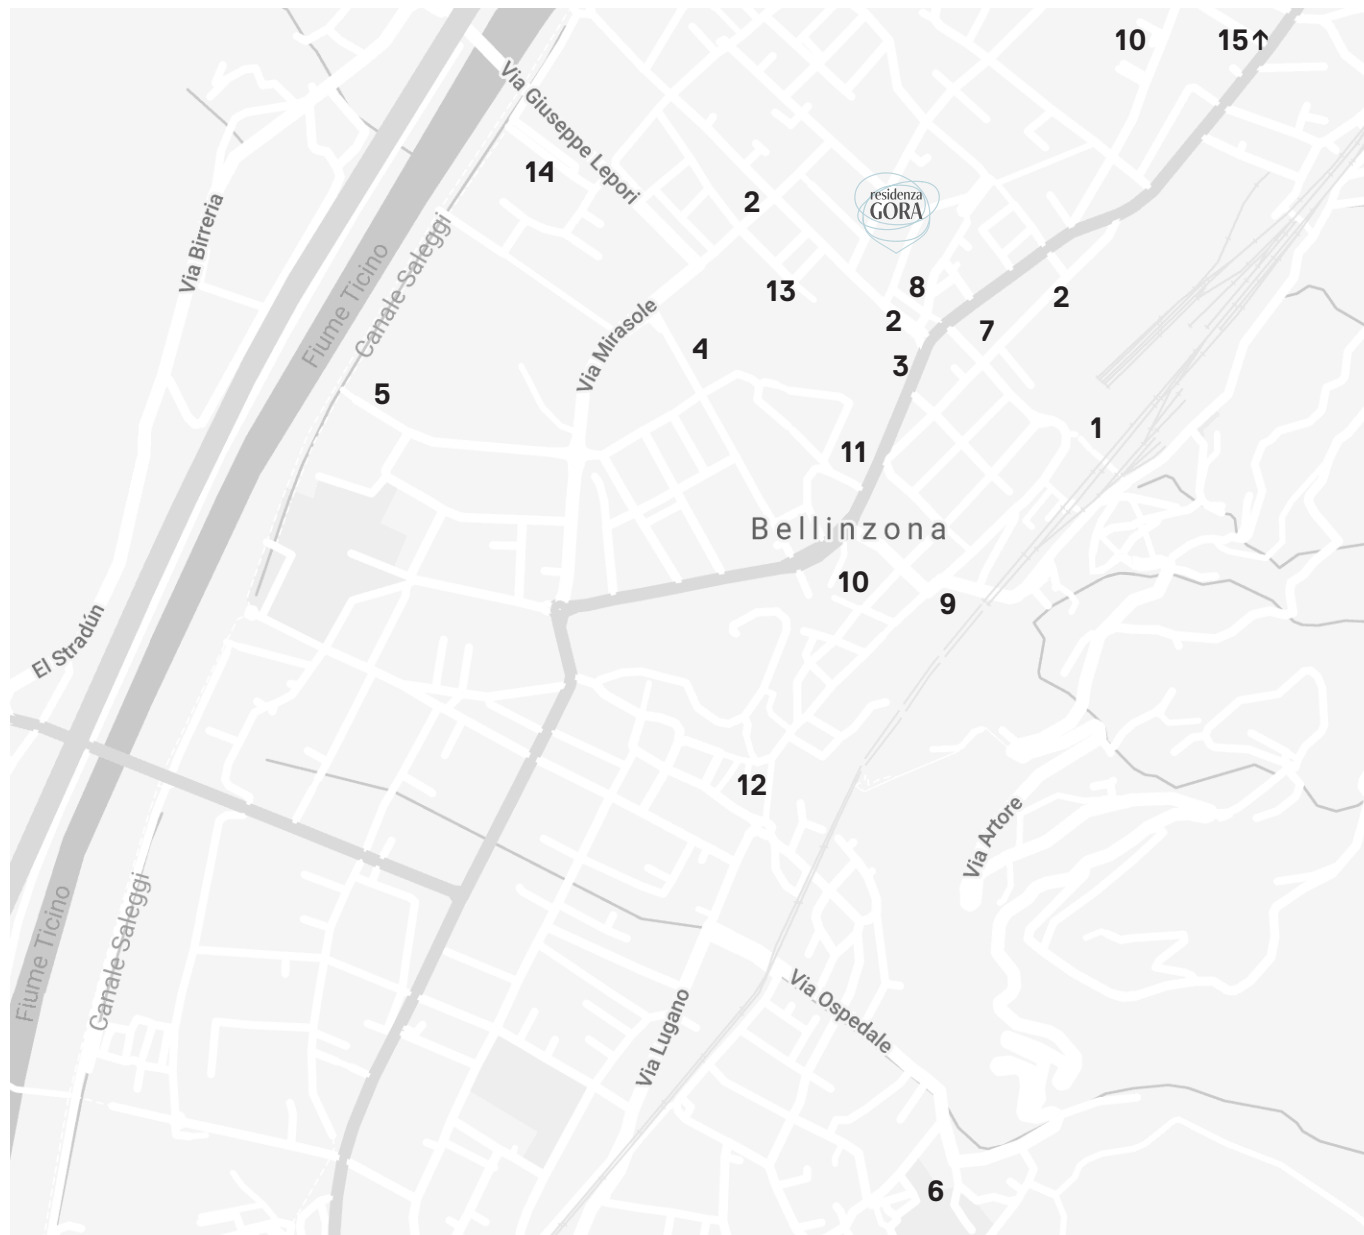 10
15↑
Via Giuseppe Lepori
14
2
residenza
GORA
Via Birreria
Canale Saleggi
Fiume Ticino
13
8
2
2
7
Via Mirasole
4
3
5
1
11
Bellinzona
10
9
El Stradún
12
Via Artore
Fiume Ticino
Canale Saleggi
Via Ospedale
Via Lugano
6